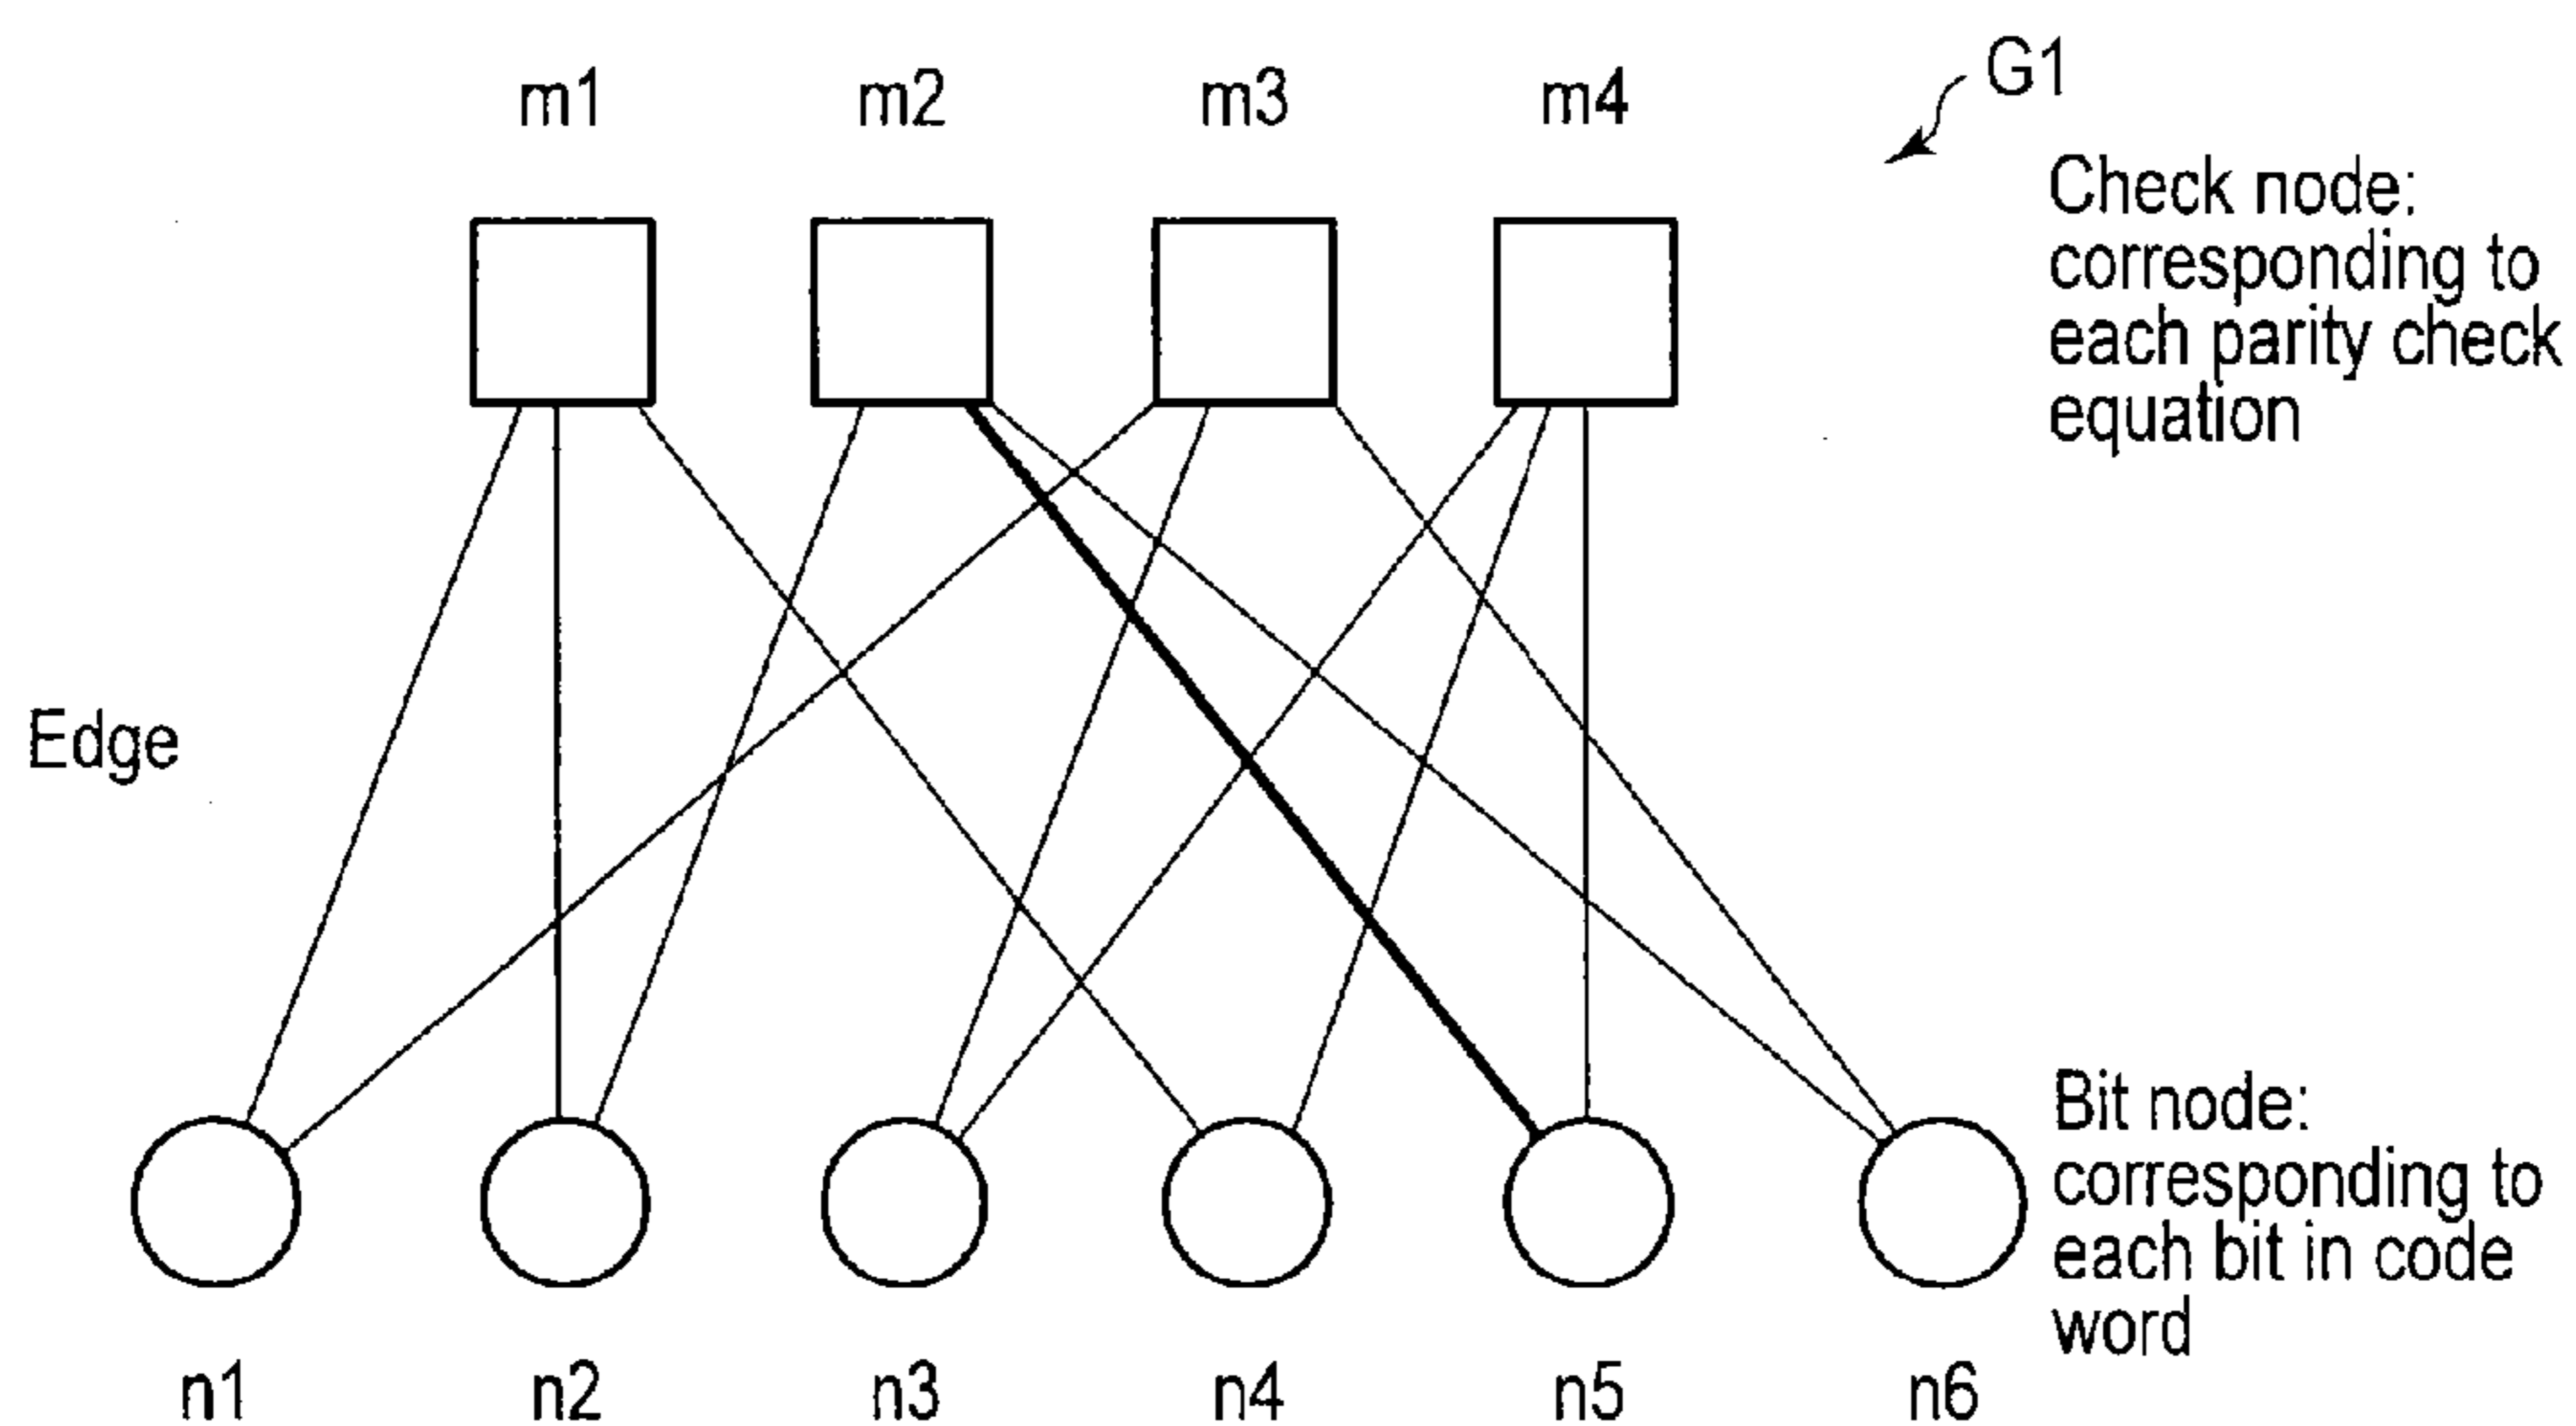 m1 m2 m3 m4 G1
Check node:
corresponding to
each parity check
equation
Edge
Bit node:
corresponding to
each bit in code
word
n1 n2 n3 n4 n5 n6